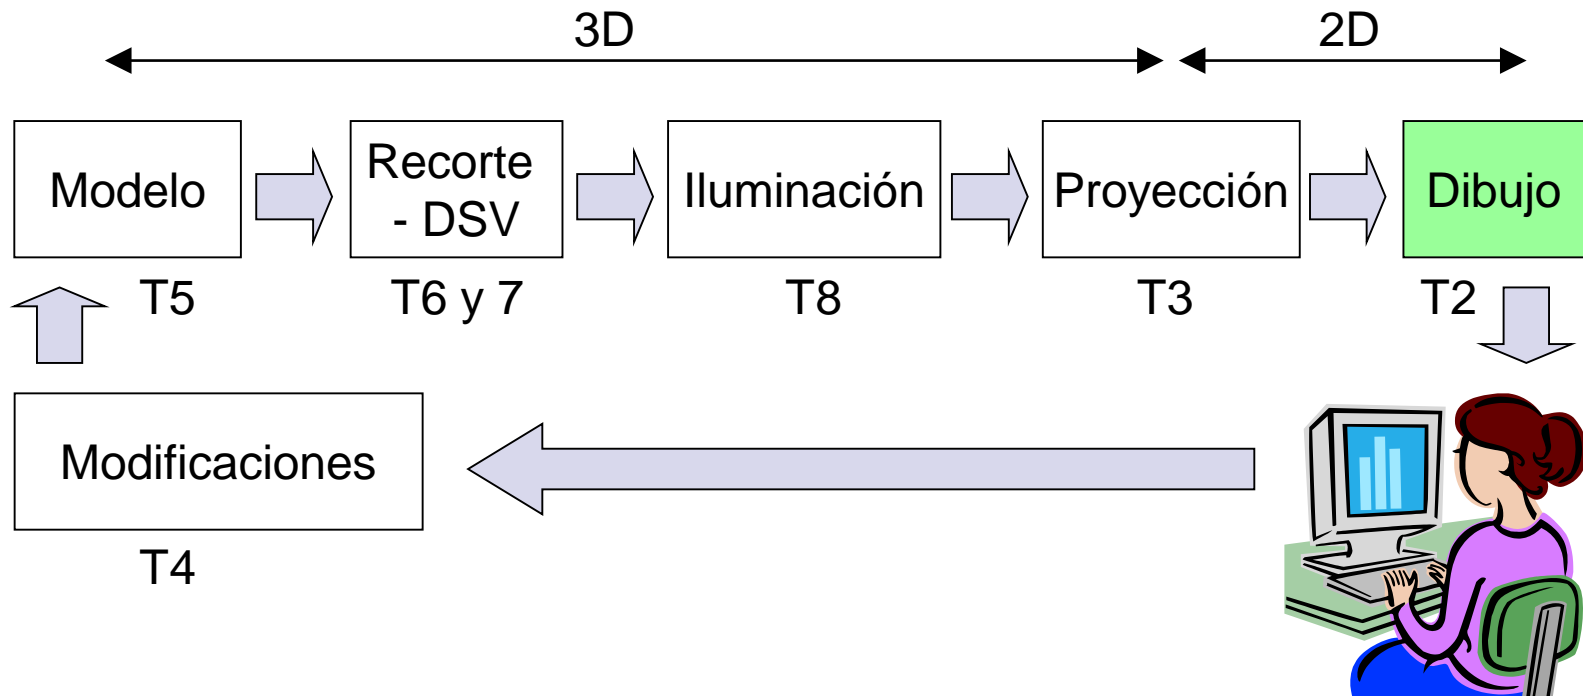 3D
2D
Modelo
Recorte
- DSV
Iluminación
Proyección
Dibujo
T5
T6 y 7
T8
T3
T2
Modificaciones
T4